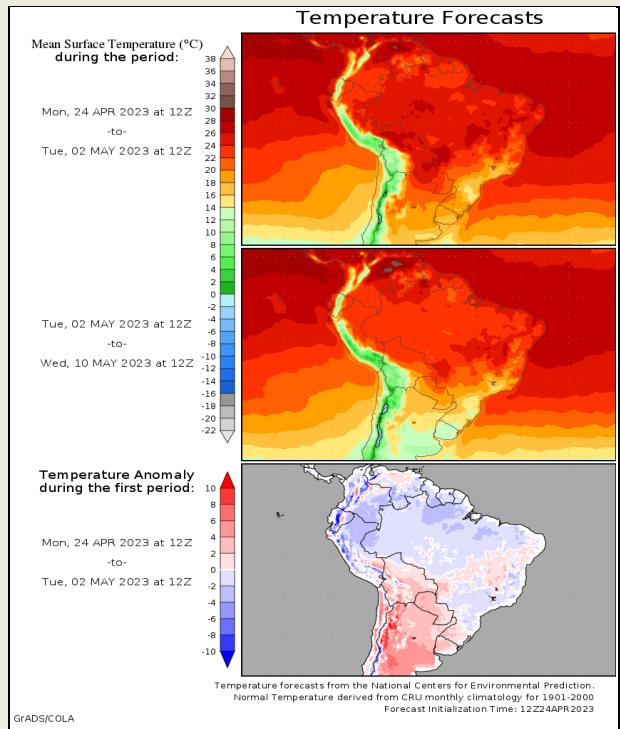 Temperature Forecasts
Mean Surface Temperature (°C)
during the period:
38
36
34
32
30
28
26
24
22
20
18
16
14
12
10
8
6
4
2
0
-2
-4
-6
-8
-10
-12
-14
-16
-18
-20
-22
Mon, 24 APR 2023 at 12Z
-to-
Tue, 02 MAY 2023 at 12Z
Tue, 02 MAY 2023 at 12Z
-to-
Wed, 10 MAY 2023 at 12Z
Temperature Anomaly
during the first period:
10
8
6
4
2
0
-2
-4
-6
-8
-10
Mon, 24 APR 2023 at 12Z
-to-
Tue, 02 MAY 2023 at 12Z
Temperature forecasts from the National Centers for Environmental Prediction.
Normal Temperature derived from CRU monthly climatology for 1901-2000
Forecast Initialization Time: 12Z24APR2023
GrADS/COLA